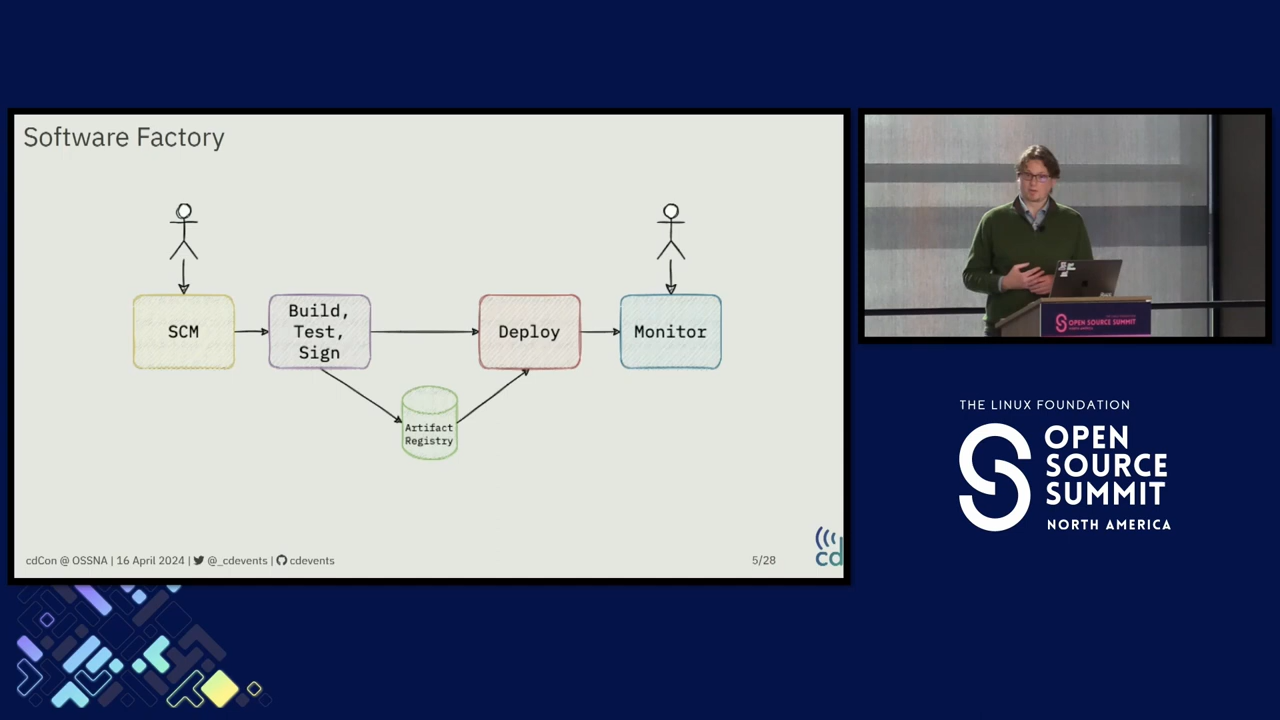 Software Factory
SCM
Build,
Test,
Sign
Deploy
Monitor
Artifact
Registry
cdCon @ OSSNA | 16 April 2024 | @_cdevents | cdevents
5/28
cd
OPEN SOURCE SUMMIT
THE LINUX FOUNDATION
OPEN
SOURCE
SUMMIT
NORTH AMERICA